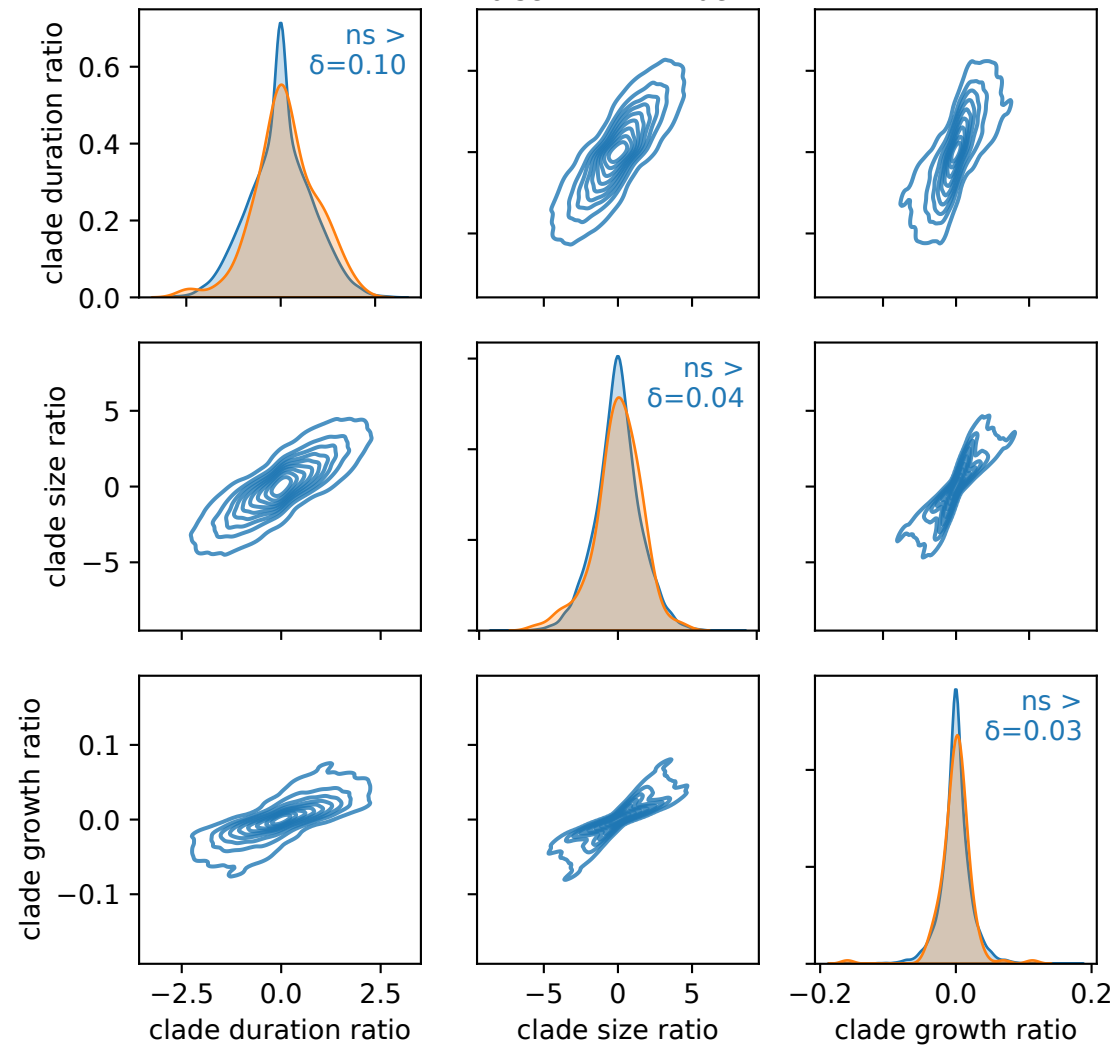 clade duration ratio
0.6
0.4
0.2
0.0
ns >
δ=0.10
clade size ratio
5
0
−5
ns >
δ=0.04
clade growth ratio
0.1
0.0
−0.1
ns >
δ=0.03
−2.5 0.0 2.5
−5 0 5
−0.2 0.0 0.2
clade duration ratio
clade size ratio
clade growth ratio